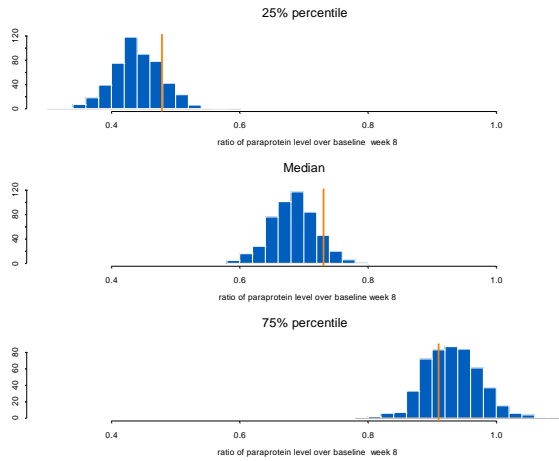 25% percentile
120
80
40
0
0.4 0.6 0.8 1.0
ratio of paraprotein level over baseline  week 8
Median
120
80
40
0
0.4 0.6 0.8 1.0
ratio of paraprotein level over baseline week 8
75% percentile
80
60
40
20
0
0.4 0.6 0.8 1.0
ratio of paraprotein level over baseline week 8